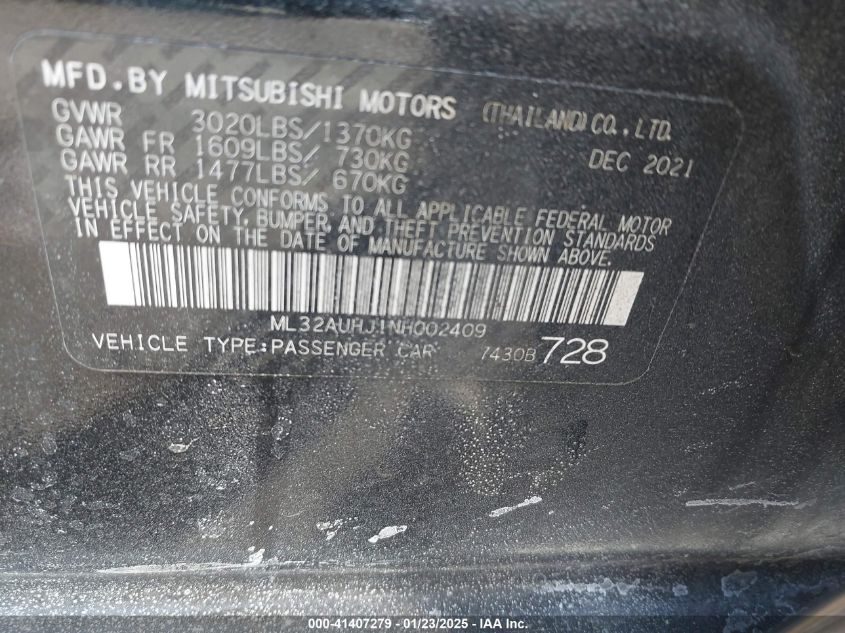 MFD.BY MITSUBISHI MOTORS (THAILAND)CO.,LTD.
GVWR 3020LBS/1370KG
GAWR FR 1609LBS/ 730KG DEC 2021
GAWR RR 1477LBS/ 670KG
THIS VEHICLE CONFORMS TO ALL APPLICABLE FEDERAL MOTOR
VEHICLE SAFETY, BUMPER, AND THEFT PREVENTION STANDARDS
IN EFFECT ON THE DATE OF MANUFACTURE SHOWN ABOVE.
ML32AUHJ1NH002409
VEHICLE TYPE:PASSENGER CAR 7430B 728
000-41407279 - 01/23/2025 - IAA Inc.